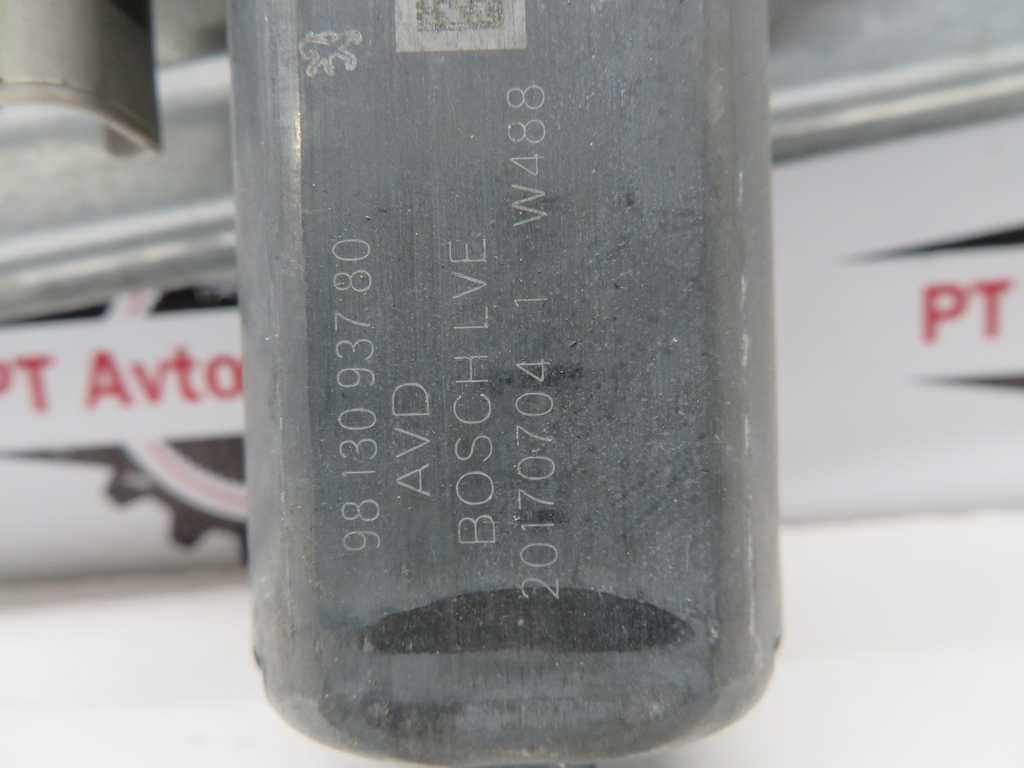 98 130 937 80
AVD
BOSCH LVE
20170704 1 W488
PT Avto
PT